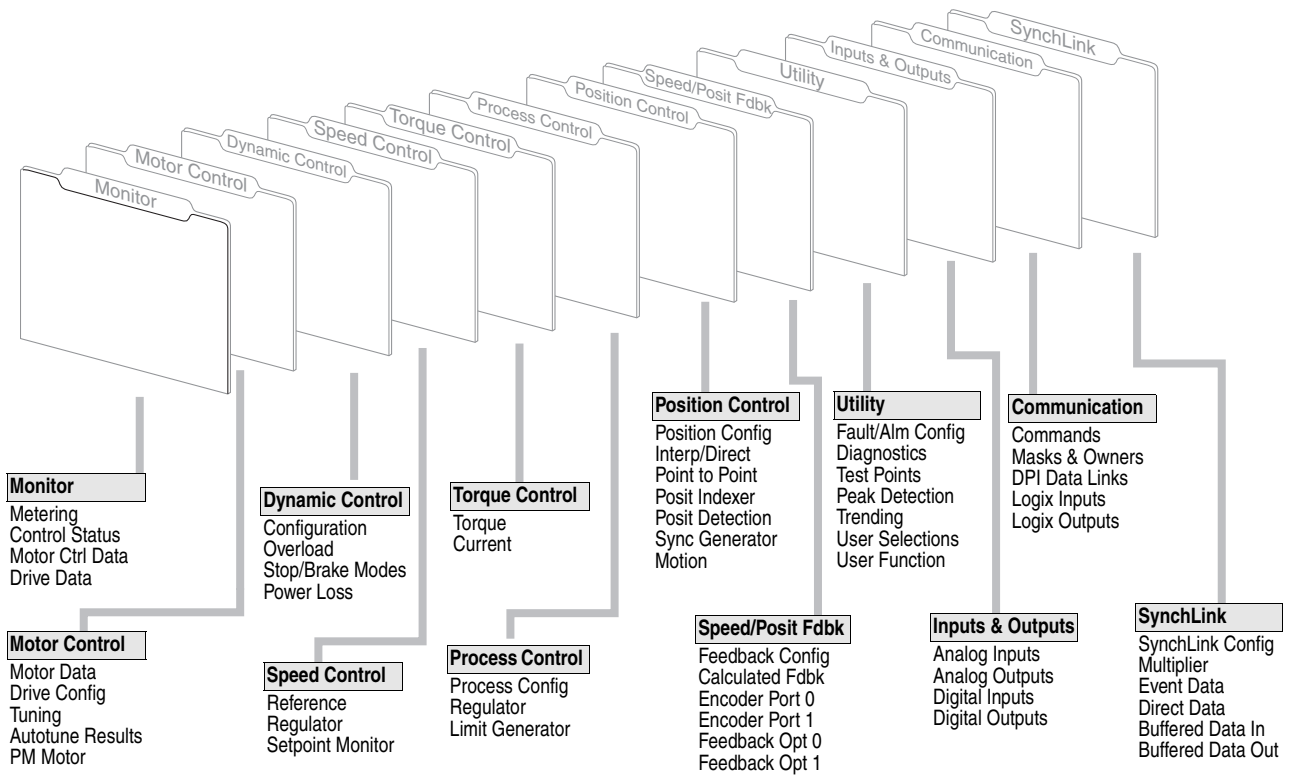 Monitor
Motor Control
Dynamic Control
Speed Control
Torque Control
Process Control
Position Control
Speed/Posit Fdbk
Utility
Inputs & Outputs
Communication
SynchLink
Monitor
Metering
Control Status
Motor Ctrl Data
Drive Data
Motor Control
Motor Data
Drive Config
Tuning
Autotune Results
PM Motor
Dynamic Control
Configuration
Overload
Stop/Brake Modes
Power Loss
Speed Control
Reference
Regulator
Setpoint Monitor
Torque Control
Torque
Current
Process Control
Process Config
Regulator
Limit Generator
Position Control
Position Config
Interp/Direct
Point to Point
Posit Indexer
Posit Detection
Sync Generator
Motion
Speed/Posit Fdbk
Feedback Config
Calculated Fdbk
Encoder Port 0
Encoder Port 1
Feedback Opt 0
Feedback Opt 1
Utility
Fault/Alm Config
Diagnostics
Test Points
Peak Detection
Trending
User Selections
User Function
Inputs & Outputs
Analog Inputs
Analog Outputs
Digital Inputs
Digital Outputs
Communication
Commands
Masks & Owners
DPI Data Links
Logix Inputs
Logix Outputs
SynchLink
SynchLink Config
Multiplier
Event Data
Direct Data
Buffered Data In
Buffered Data Out